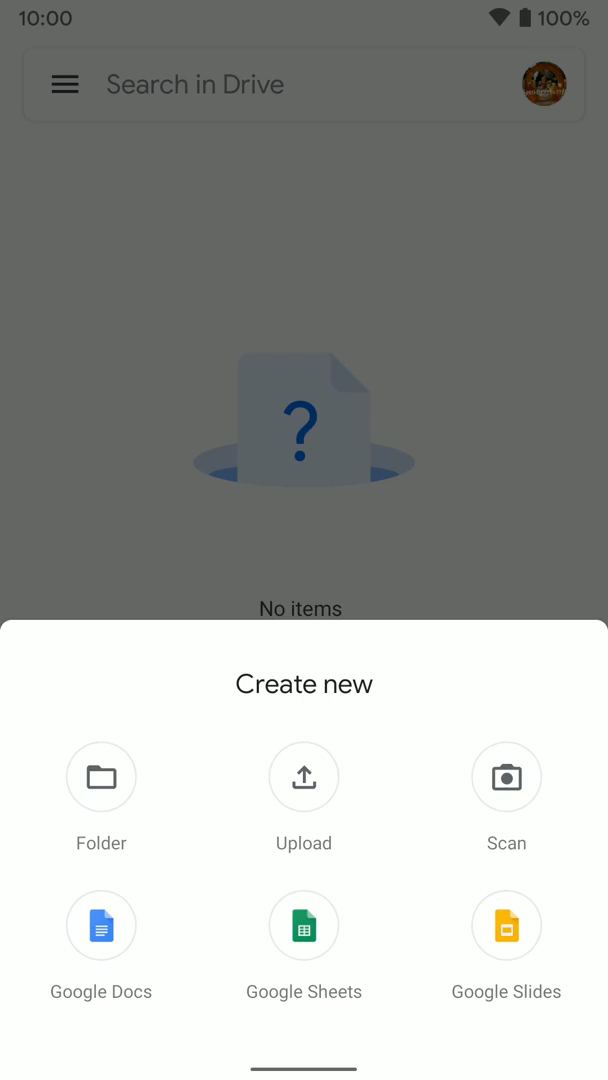 10:00 100%
Search in Drive
?
No items
Create new
Folder Upload Scan
Google Docs Google Sheets Google Slides